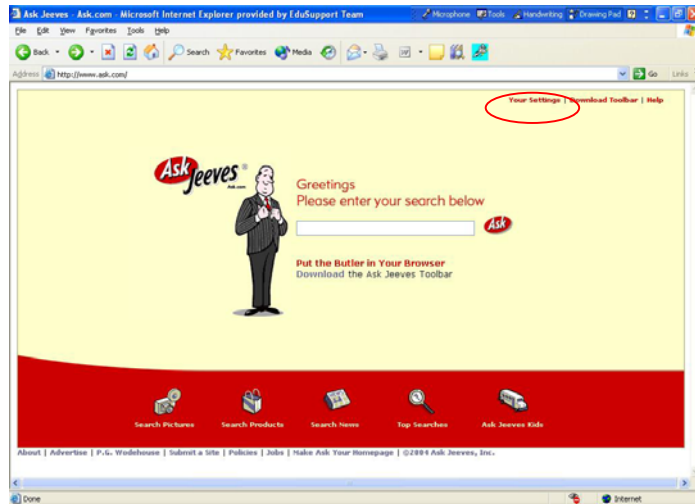 Ask Jeeves - Ask.com - Microsoft Internet Explorer provided by EduSupport Team
Microphone Tools Handwriting Drawing Pad
File Edit View Favorites Tools Help
Back Search Favorites Media
Address http://www.ask.com/ Go Links
Your Settings | Download Toolbar | Help
Ask Jeeves ®
Ask.com
Greetings
Please enter your search below
Ask
Put the Butler in Your Browser
Download the Ask Jeeves Toolbar
Search Pictures Search Products Search News Top Searches Ask Jeeves Kids
About | Advertise | P.G. Wodehouse | Submit a Site | Policies | Jobs | Make Ask Your Homepage | ©2004 Ask Jeeves, Inc.
Done Internet